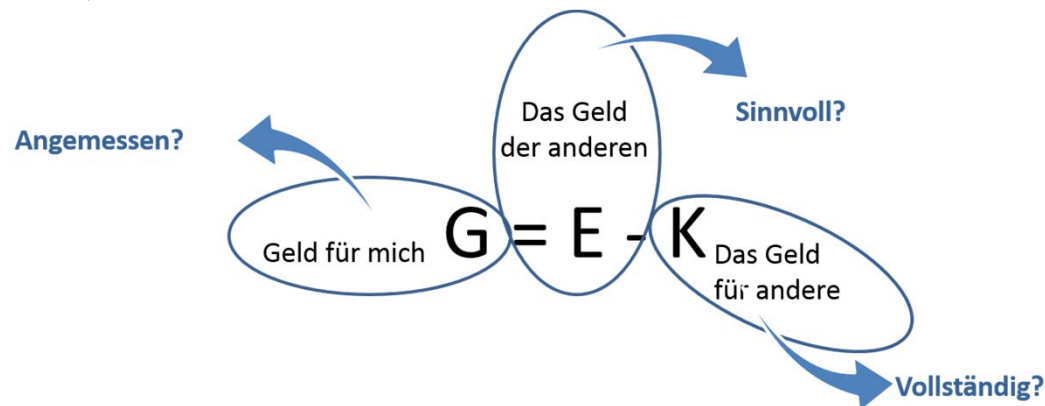 Das Geld
der anderen
Sinnvoll?
Angemessen?
Geld für mich G = E - K
Das Geld
für andere
Vollständig?